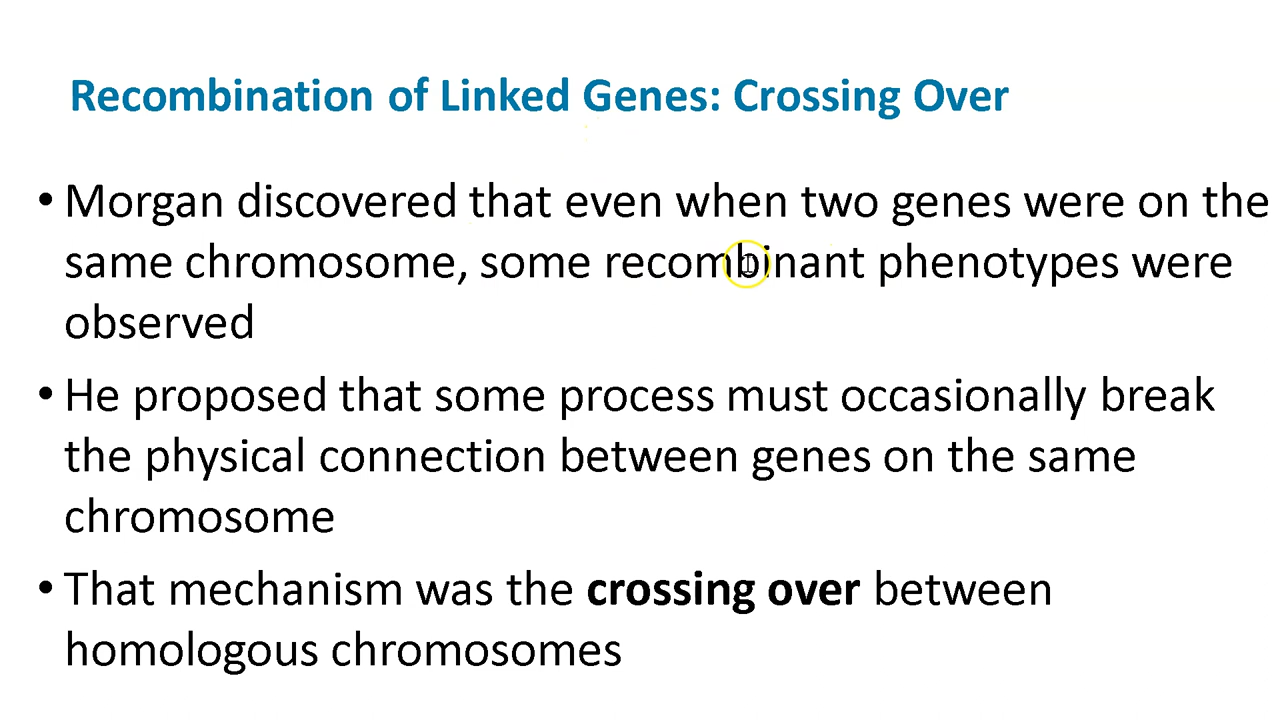 Recombination of Linked Genes: Crossing Over
• Morgan discovered that even when two genes were on the
same chromosome, some recombinant phenotypes were
observed
• He proposed that some process must occasionally break
the physical connection between genes on the same
chromosome
• That mechanism was the crossing over between
homologous chromosomes